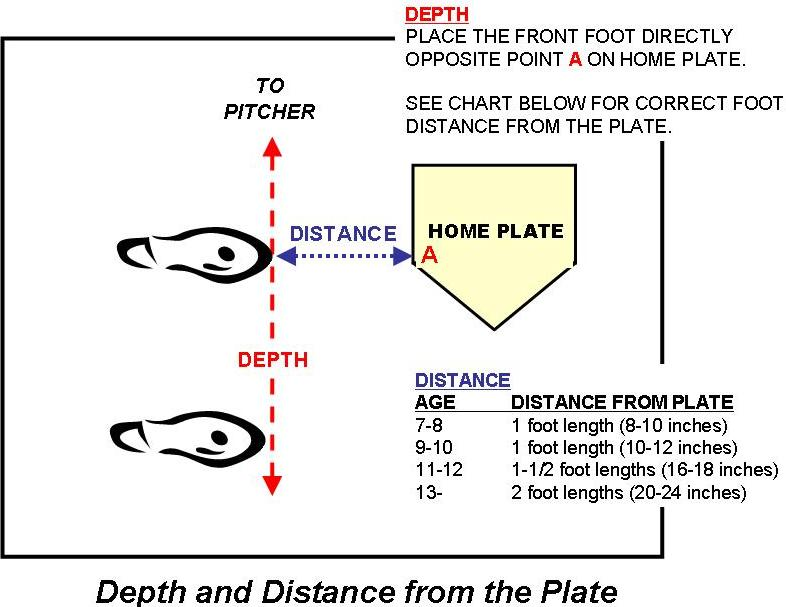 DEPTH
PLACE THE FRONT FOOT DIRECTLY
OPPOSITE POINT A ON HOME PLATE.
SEE CHART BELOW FOR CORRECT FOOT
DISTANCE FROM THE PLATE.
TO
PITCHER
DISTANCE
HOME PLATE
A
DEPTH
DISTANCE
AGE DISTANCE FROM PLATE
7-8 1 foot length (8-10 inches)
9-10 1 foot length (10-12 inches)
11-12 1-1/2 foot lengths (16-18 inches)
13- 2 foot lengths (20-24 inches)
Depth and Distance from the Plate